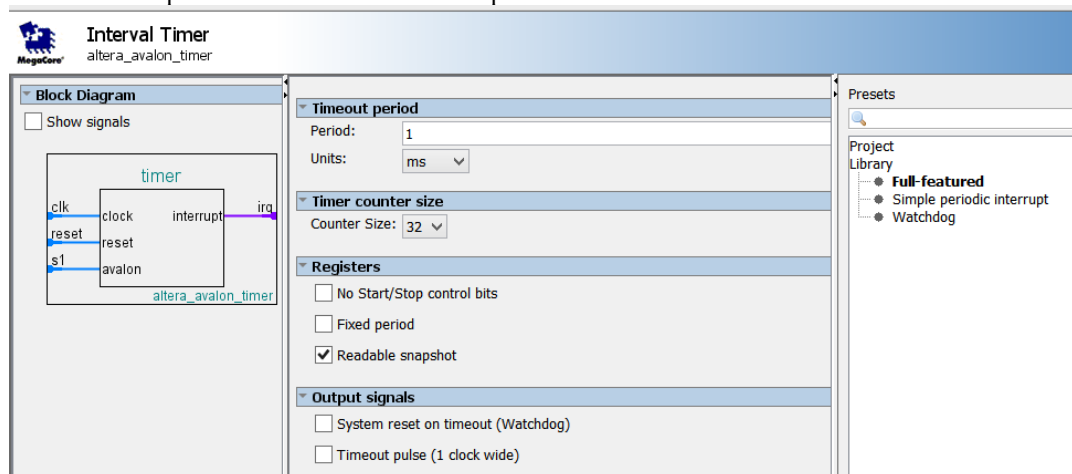 Interval Timer
MegaCore'
altera_avalon_timer
Block Diagram
Show signals
timer
clk
clock
interrupt
irq
reset
reset
s1
avalon
altera_avalon_timer
Timeout period
Period:
1
Units:
ms
Timer counter size
Counter Size:
32
Registers
No Start/Stop control bits
Fixed period
Readable snapshot
Output signals
System reset on timeout (Watchdog)
Timeout pulse (1 clock wide)
Presets
Project
Library
Full-featured
Simple periodic interrupt
Watchdog